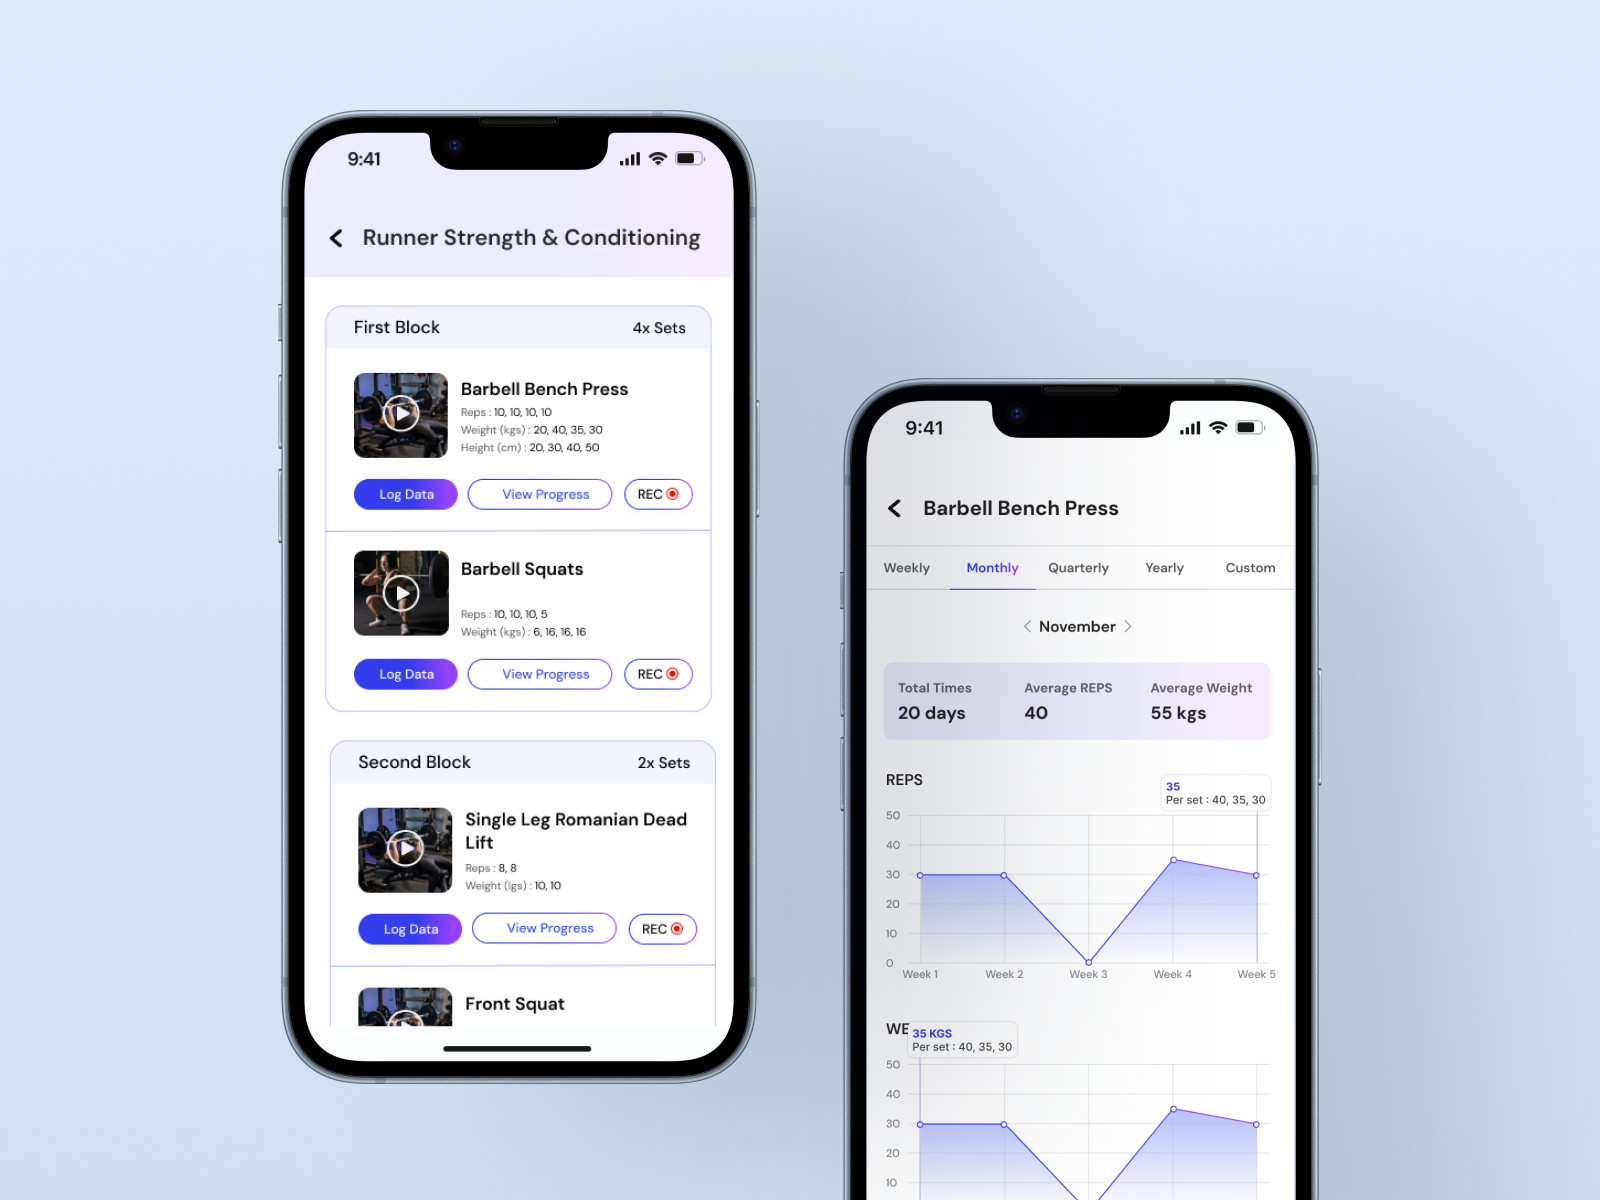 9:41
Runner Strength & Conditioning
First Block
4x Sets
Barbell Bench Press
Reps : 10, 10, 10, 10
Weight (kgs) : 20, 40, 35, 30
Height (cm) : 20, 30, 40, 50
Log Data
View Progress
REC
Barbell Squats
Reps : 10, 10, 10, 5
Weight (kgs) : 6, 16, 16, 16
Log Data
View Progress
REC
Second Block
2x Sets
Single Leg Romanian Dead
Lift
Reps : 8, 8
Weight (lgs) : 10, 10
Log Data
View Progress
REC
Front Squat
9:41
Barbell Bench Press
Weekly
Monthly
Quarterly
Yearly
Custom
< November >
Total Times
20 days
Average REPS
40
Average Weight
55 kgs
REPS
35
Per set : 40, 35, 30
50
40
30
20
10
0
Week 1
Week 2
Week 3
Week 4
Week 5
WE
35 KGS
Per set : 40, 35, 30
50
40
30
20
10